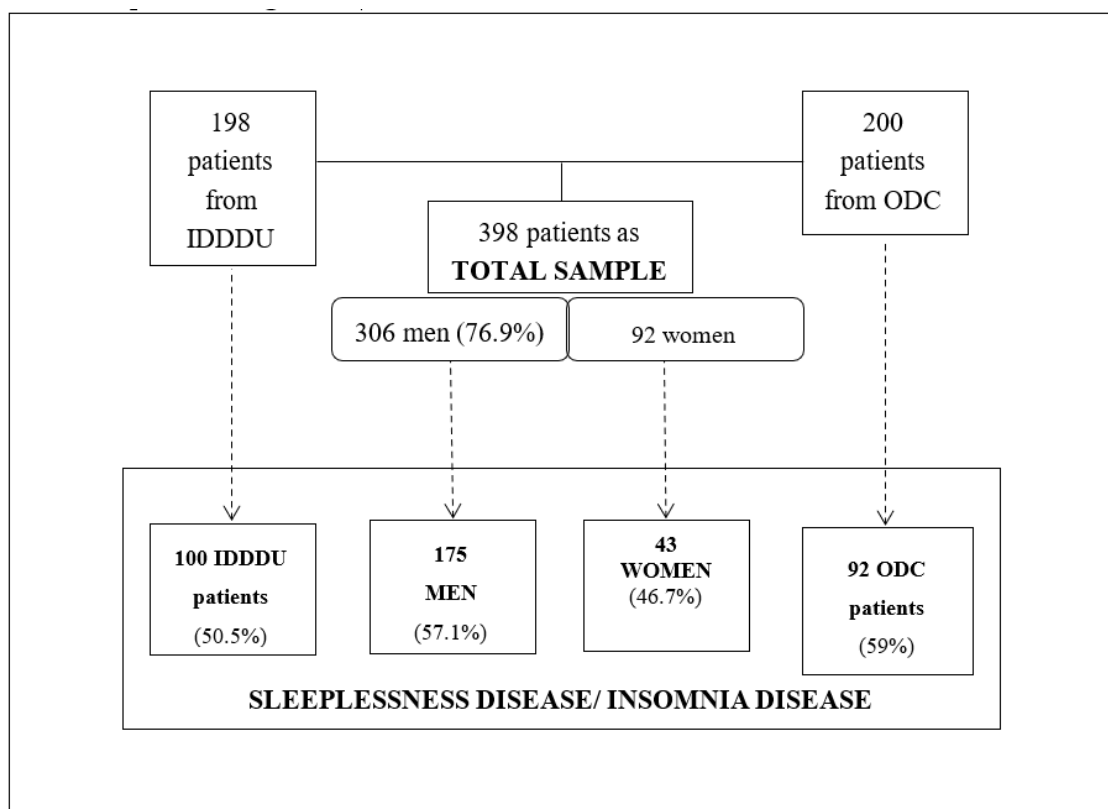 198
patients
from
IDDDU
200
patients
from ODC
398 patients as
TOTAL SAMPLE
306 men (76.9%)
92 women
100 IDDDU
patients
(50.5%)
175
MEN
(57.1%)
43
WOMEN
(46.7%)
92 ODC
patients
(59%)
SLEEPLESSNESS DISEASE/ INSOMNIA DISEASE